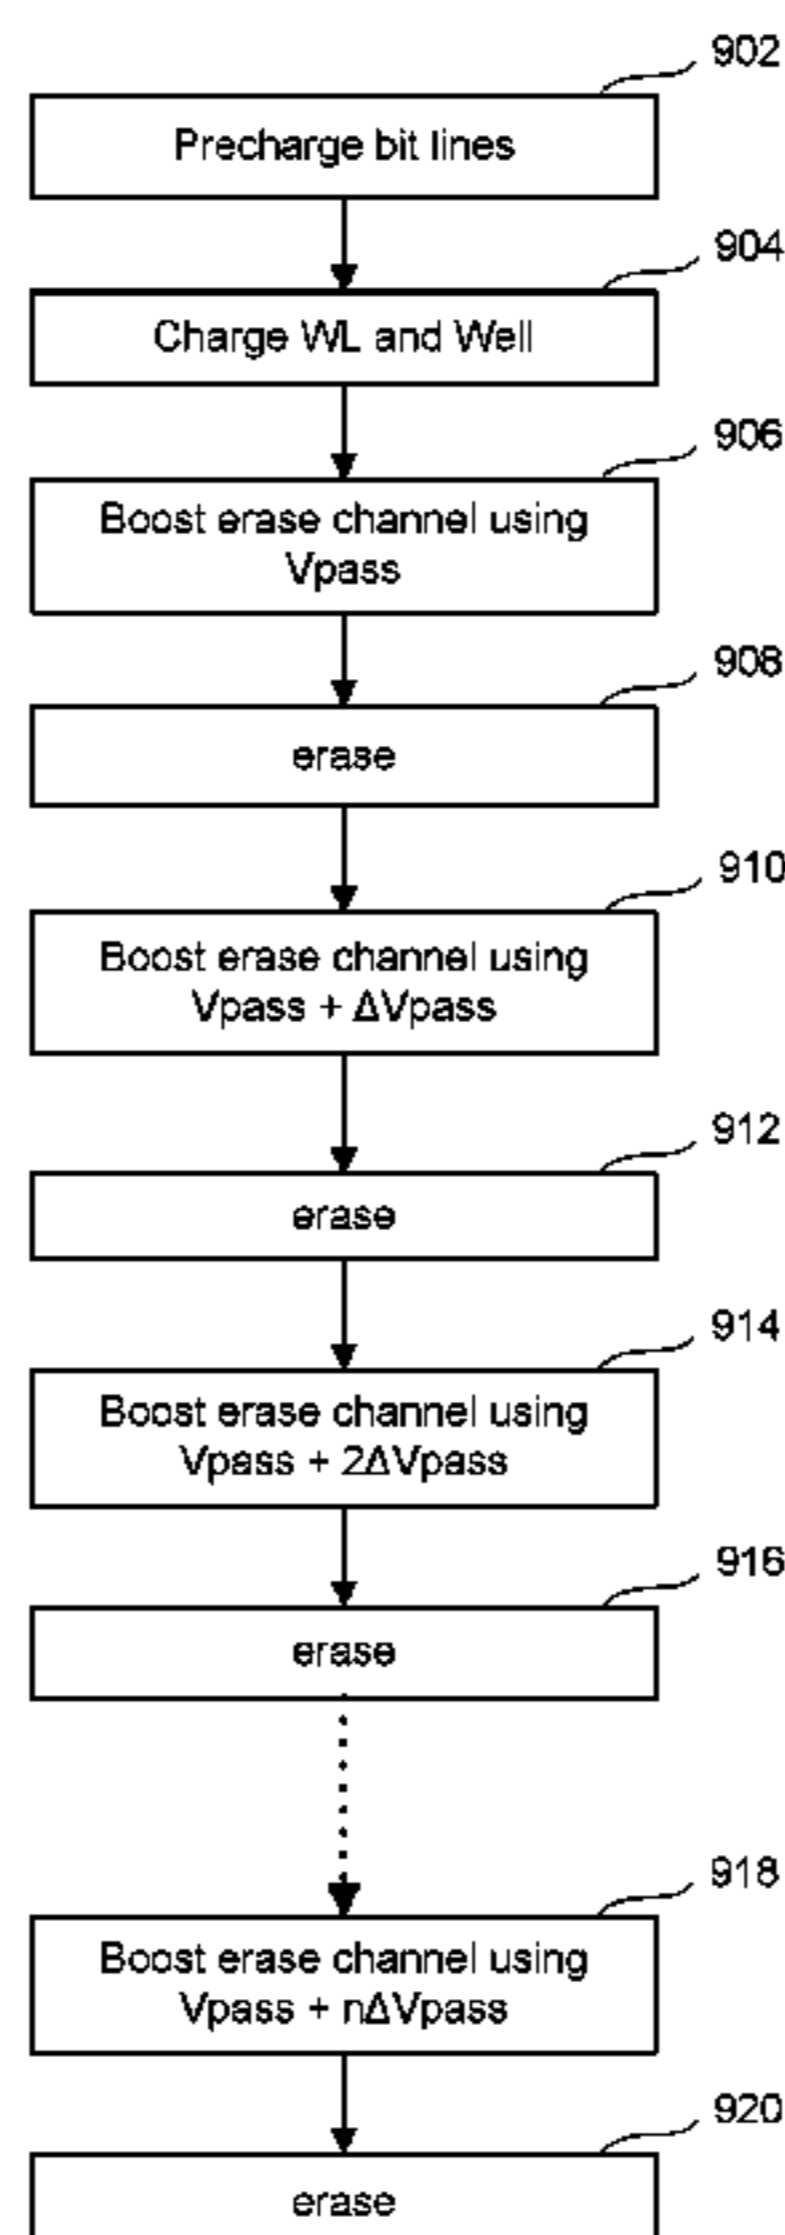 902
Precharge bit lines
904
Charge WL and Well
906
Boost erase channel using
Vpass
908
erase
910
Boost erase channel using
Vpass + ΔVpass
912
erase
914
Boost erase channel using
Vpass + 2ΔVpass
916
erase
918
Boost erase channel using
Vpass + nΔVpass
920
erase